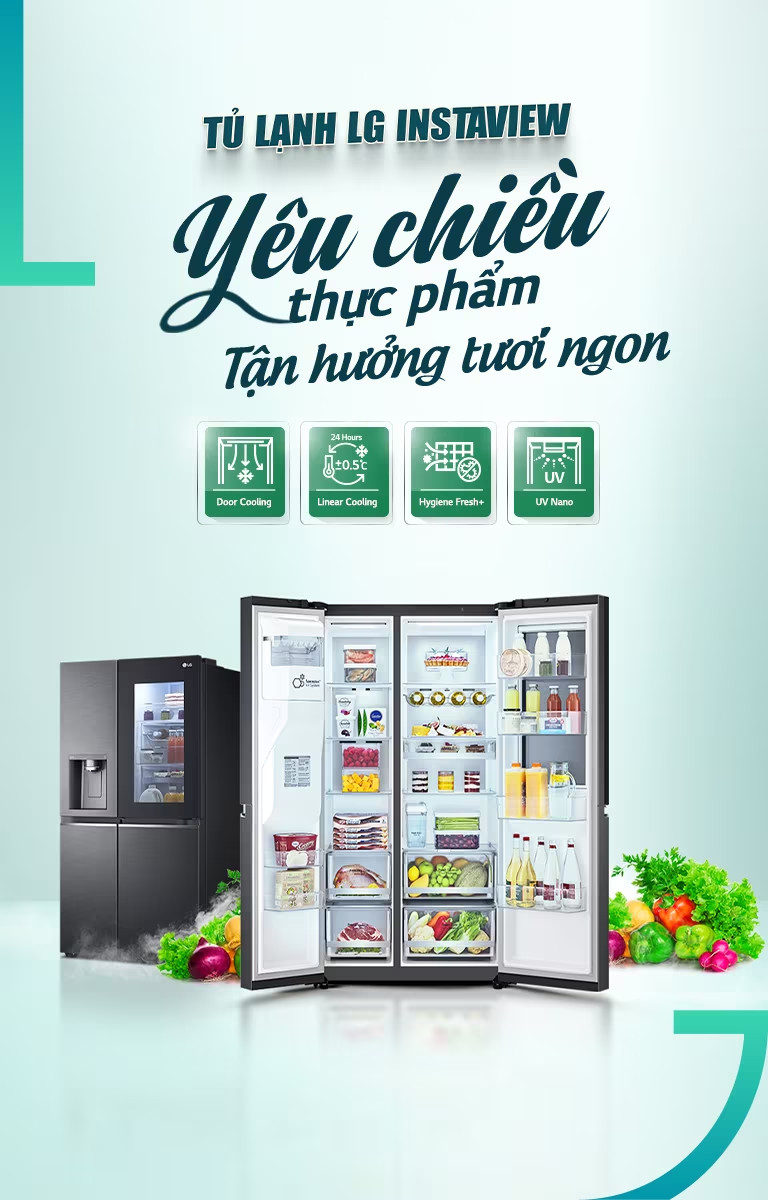 TỦ LẠNH LG INSTAVIEW
Yêu chiều
thực phẩm
Tận hưởng tươi ngon
24 Hours
±0.5℃
UV
Door Cooling
Linear Cooling
Hygiene Fresh+
UV Nano
LG